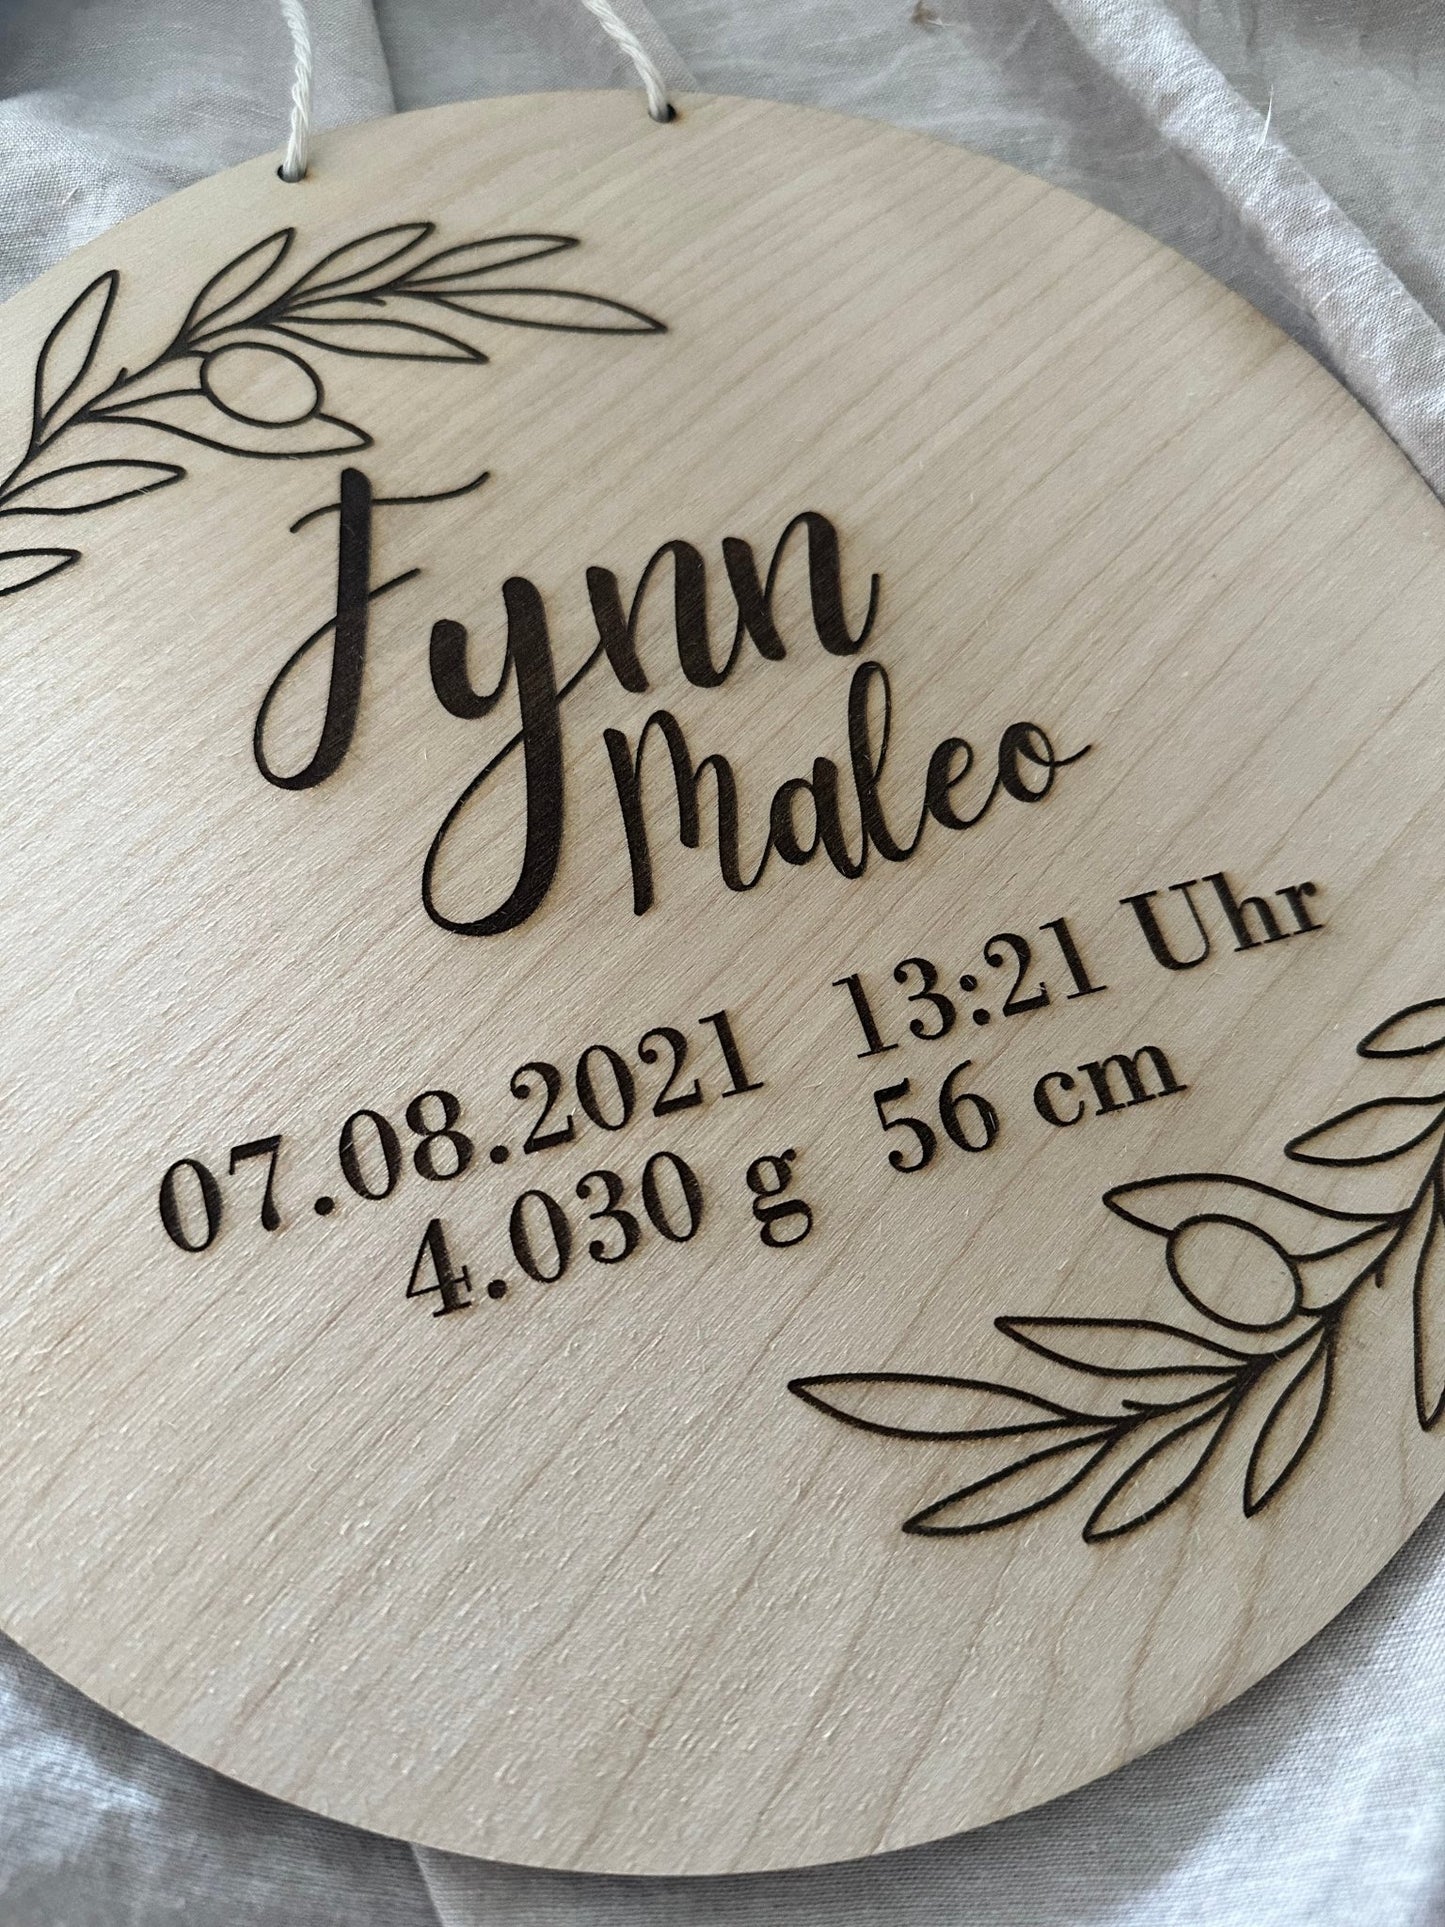 Fynn
Maleo
07.08.2021 13:21 Uhr
4.030 g 56 cm